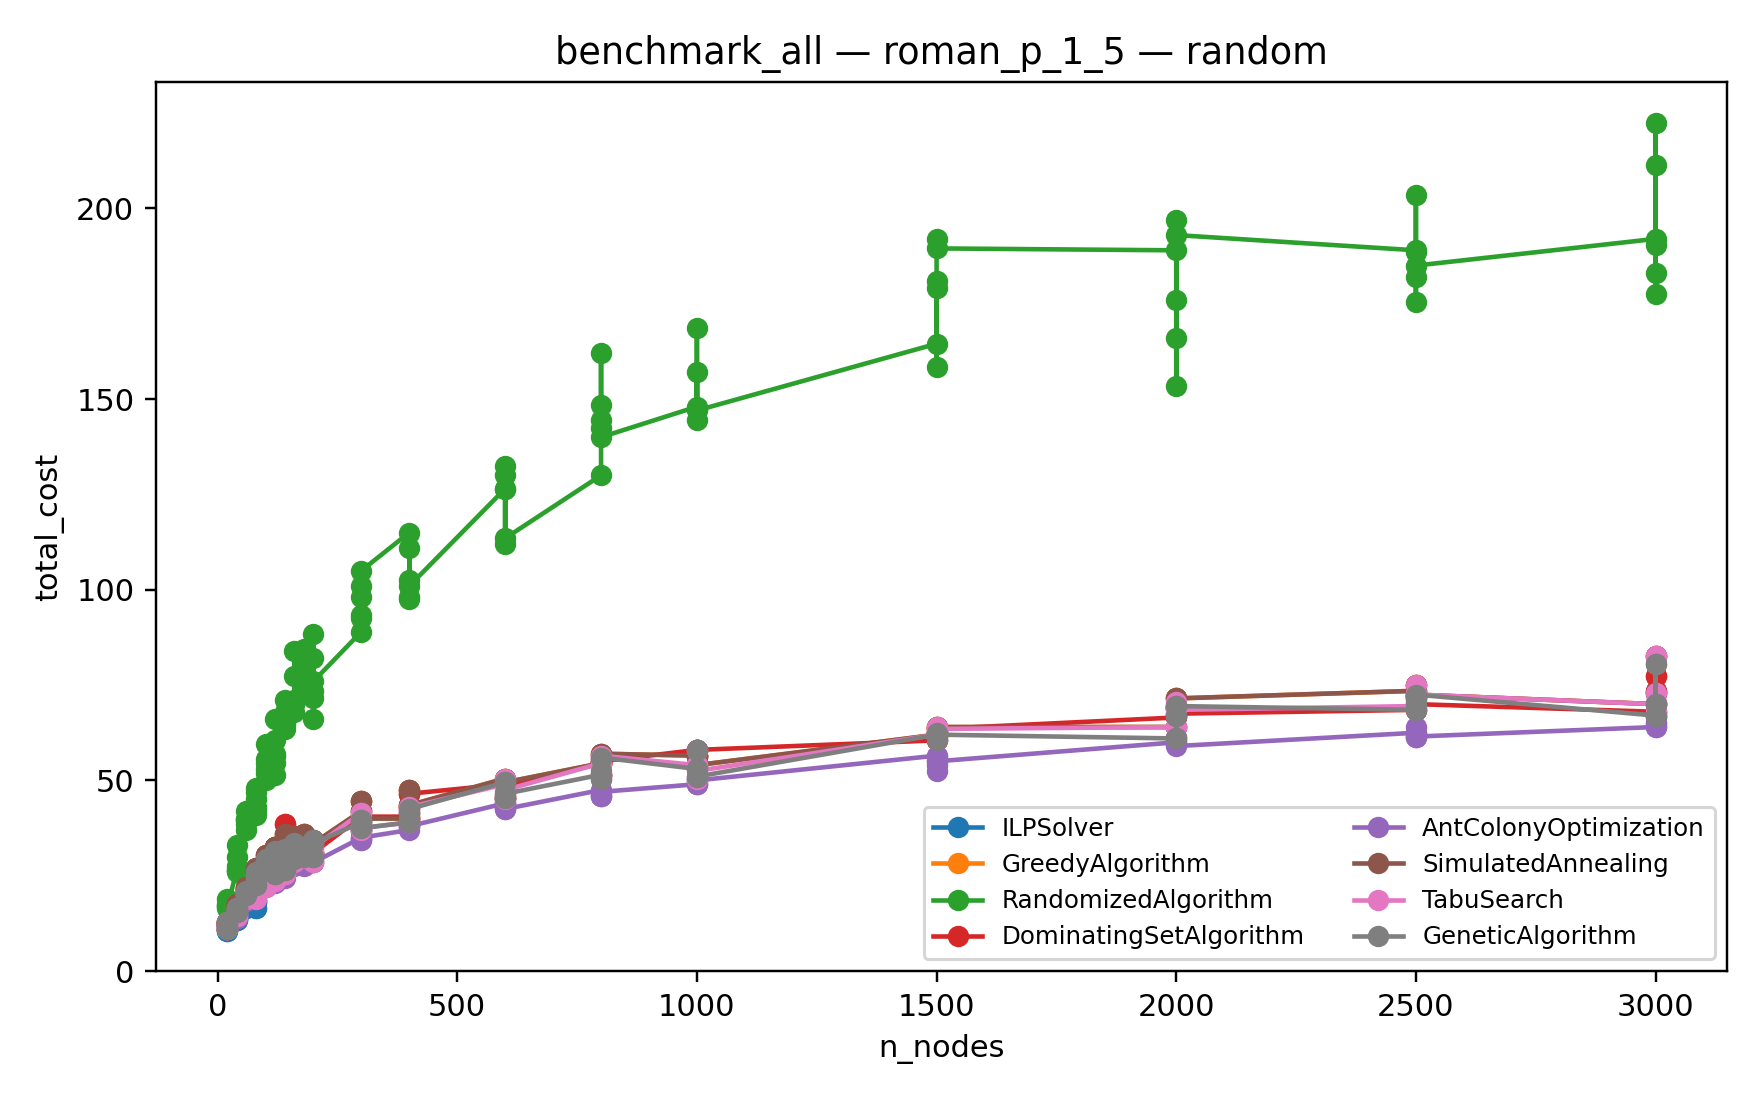 benchmark_all — roman_p_1_5 — random
total_cost
200
150
100
50
0
0 500 1000 1500 2000 2500 3000
n_nodes
ILPSolver
GreedyAlgorithm
RandomizedAlgorithm
DominatingSetAlgorithm
AntColonyOptimization
SimulatedAnnealing
TabuSearch
GeneticAlgorithm